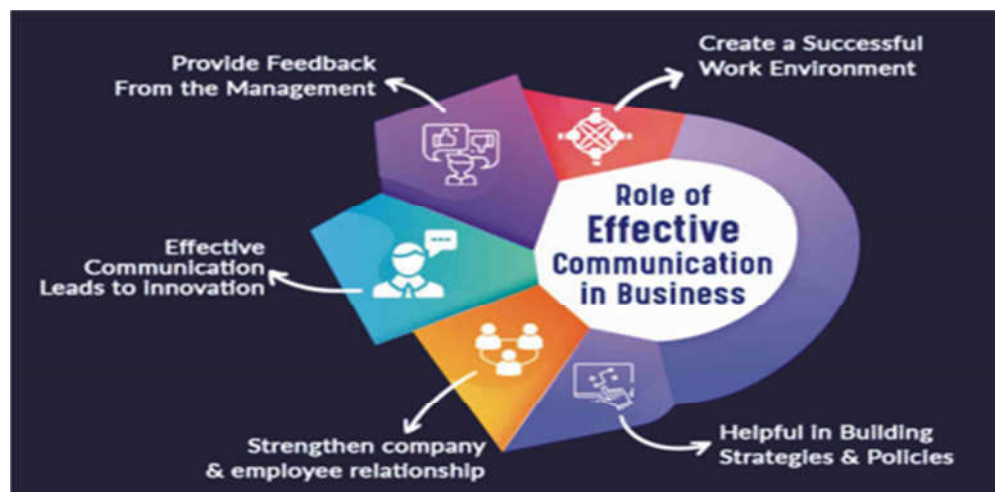 Provide Feedback
From the Management
Create a Successful
Work Environment
Role of
Effective
Communication
in Business
Effective
Communication
Leads to innovation
Strengthen company
& employee relationship
Helpful in Building
Strategies & Policies